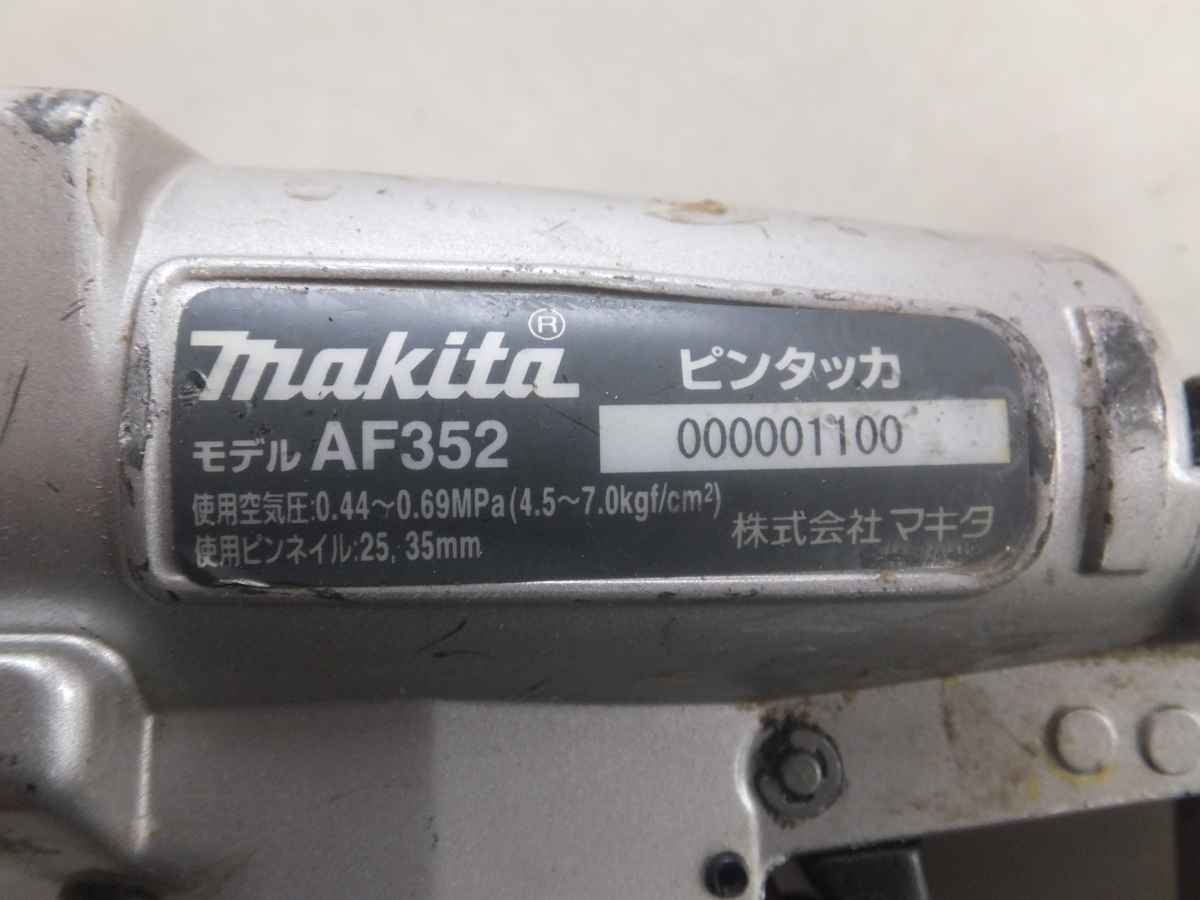 makita®
ピンタッカ
モデル AF352
000001100
使用空気圧:0.44～0.69MPa(4.5～7.0kgf/cm²)
使用ピンネイル:25, 35mm
株式会社 マキタ